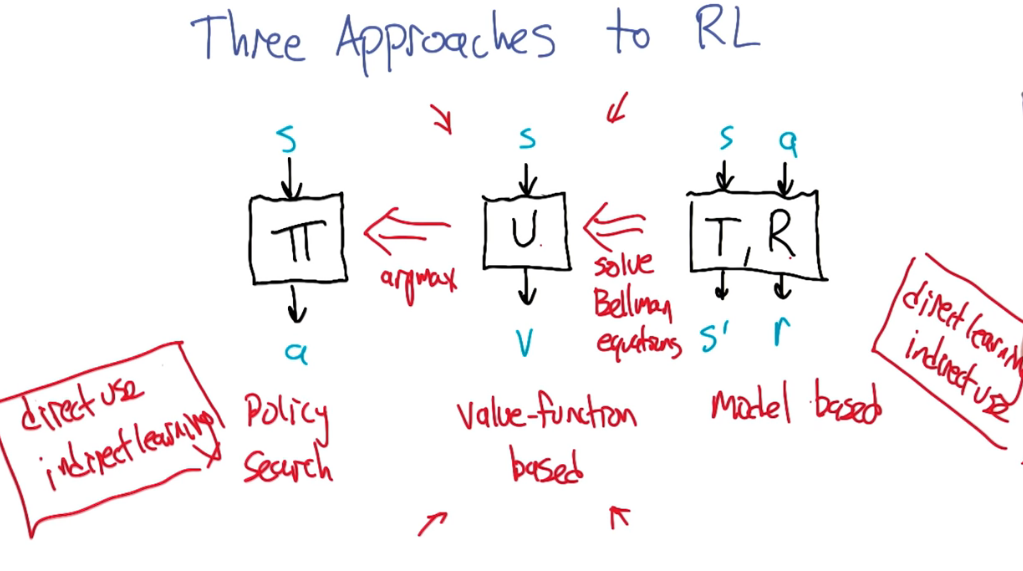 Three Approaches to RL
s s s a
π U T, R
argmax
solve
Bellman
equations
a v s' r
direct use
indirect learning
Policy
Search
value-function
based
model based
direct learning
indirect use